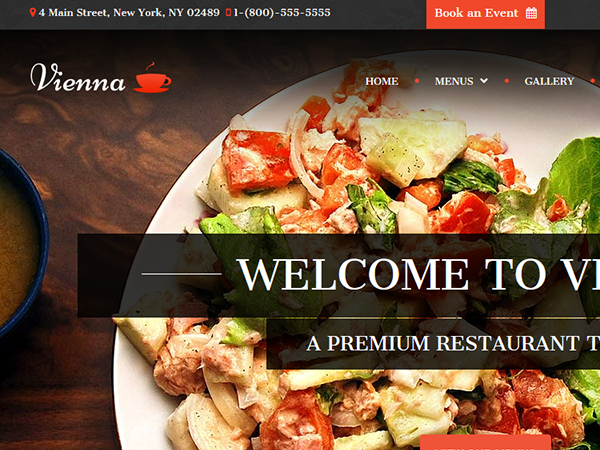 4 Main Street, New York, NY 02489 1-(800)-555-5555
Book an Event
Vienna
HOME • MENUS • GALLERY •
WELCOME TO
A PREMIUM RESTAURANT